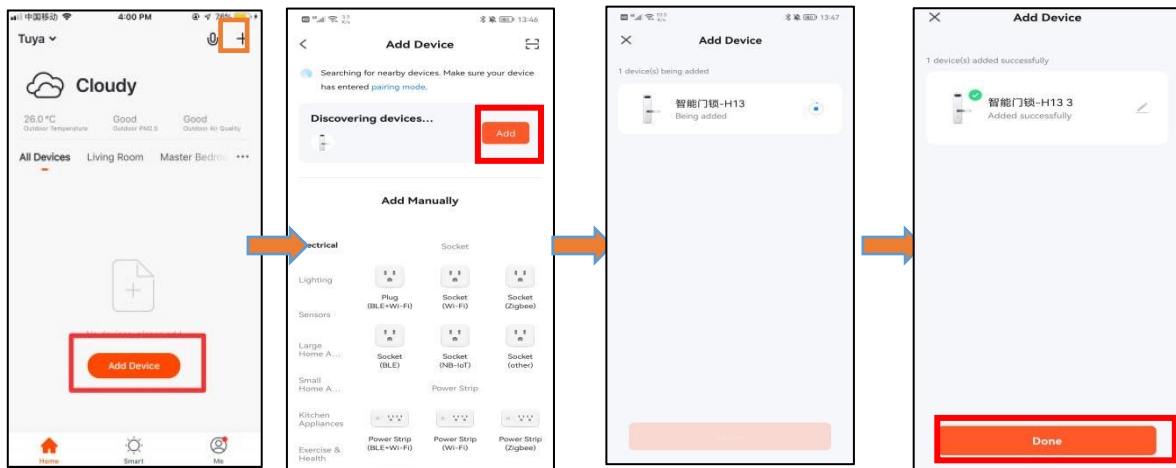 中国移动
4:00 PM
76%
Tuya
Cloudy
26.0°C
Good
Good
Outdoor Temperature
Outdoor PM2.5
Outdoor Air Quality
All Devices
Living Room
Master Bedro
Add Device
Home
Smart
Me
13:46
Add Device
Searching for nearby devices. Make sure your device
has entered pairing mode.
Discovering devices...
Add
Add Manually
ectrical
Socket
Lighting
Plug
(BLE+Wi-Fi)
Socket
(Wi-Fi)
Socket
(Zigbee)
Sensors
Large
Home A...
Socket
(BLE)
Socket
(NB-IoT)
Socket
(other)
Small
Home A...
Power Strip
Kitchen
Appliances
Power Strip
(BLE+Wi-Fi)
Power Strip
(Wi-Fi)
Power Strip
(Zigbee)
Exercise &
Health
13:47
Add Device
1 device(s) being added
智能门锁-H13
Being added
Add Device
1 device(s) added successfully
智能门锁-H13 3
Added successfully
Done